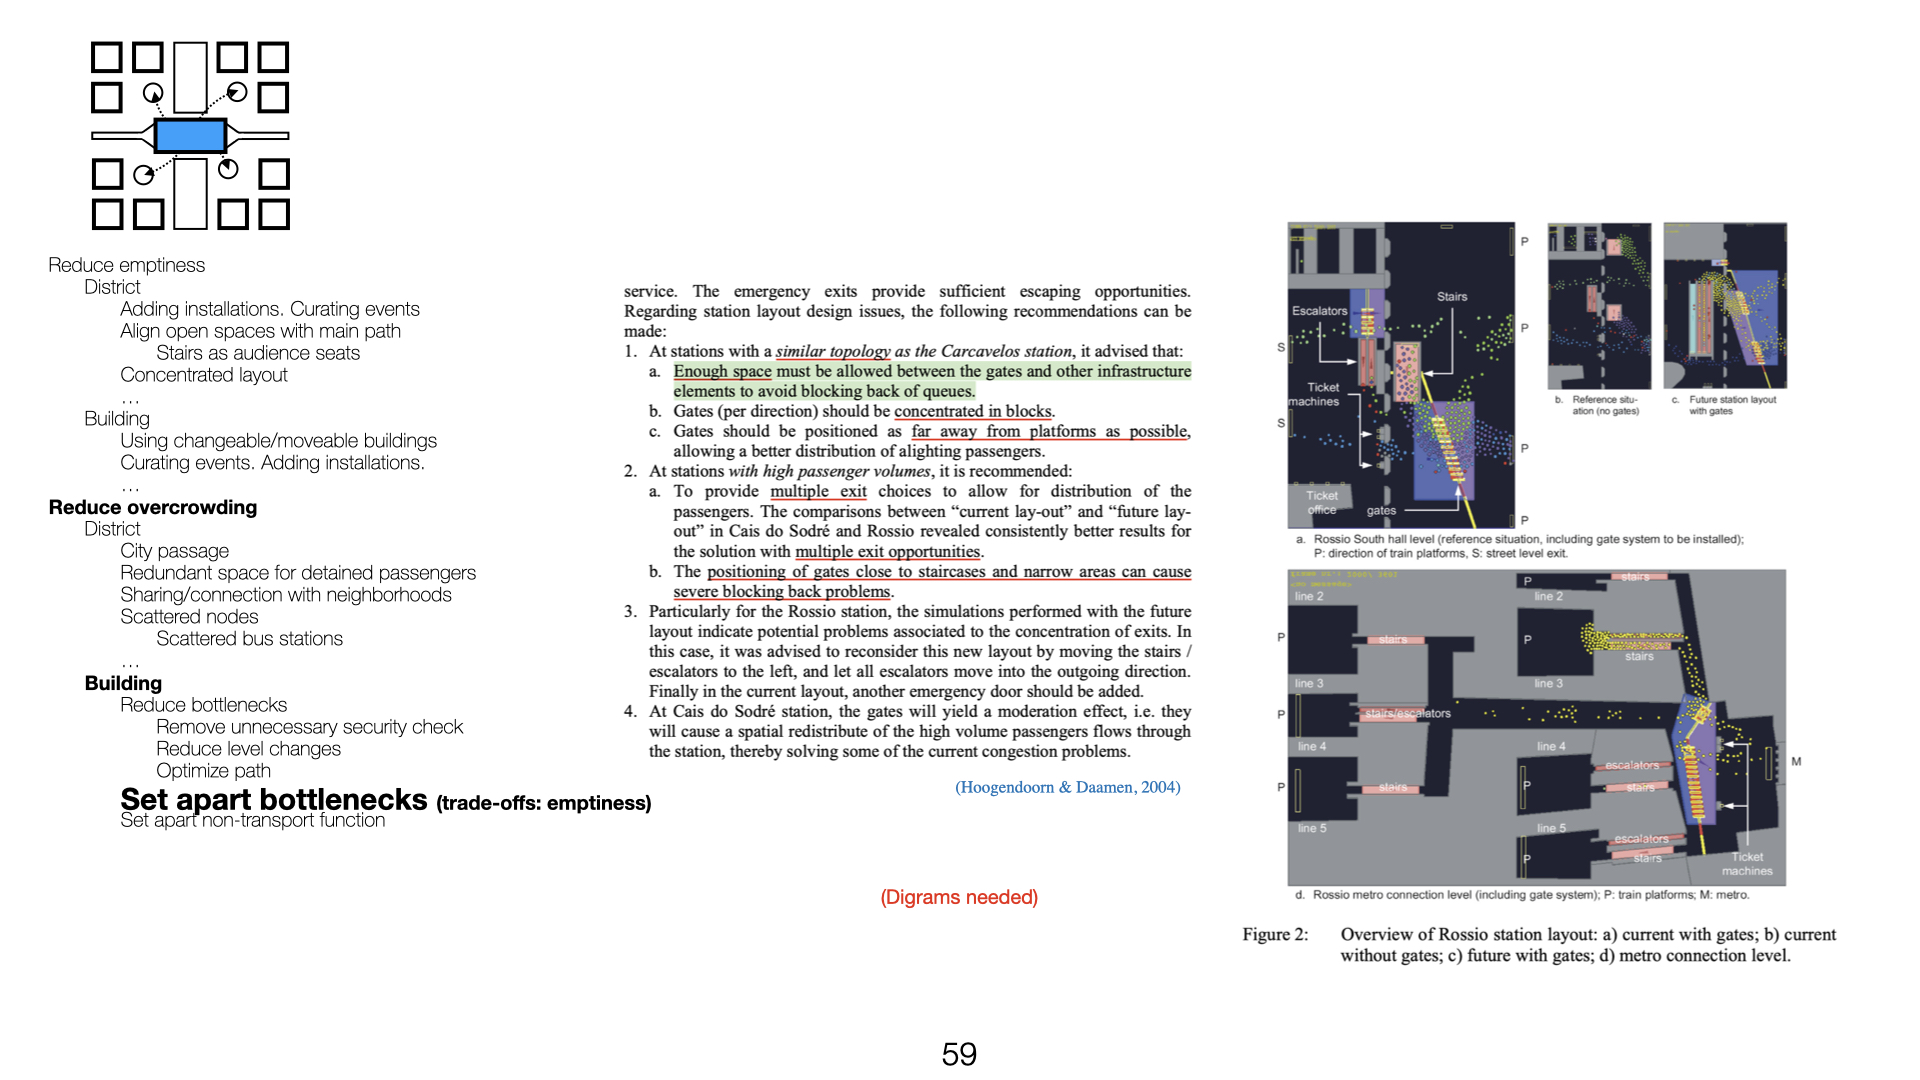 Reduce emptiness
District
Adding installations. Curating events
Align open spaces with main path
Stairs as audience seats
Concentrated layout
...
Building
Using changeable/moveable buildings
Curating events. Adding installations.
...
Reduce overcrowding
District
City passage
Redundant space for detained passengers
Sharing/connection with neighborhoods
Scattered nodes
Scattered bus stations
...
Building
Reduce bottlenecks
Remove unnecessary security check
Reduce level changes
Optimize path
Set apart bottlenecks (trade-offs: emptiness)
Set apart non-transport function
service. The emergency exits provide sufficient escaping opportunities.
Regarding station layout design issues, the following recommendations can be
made:
1. At stations with a similar topology as the Carcavelos station, it advised that:
a. Enough space must be allowed between the gates and other infrastructure
elements to avoid blocking back of queues.
b. Gates (per direction) should be concentrated in blocks.
c. Gates should be positioned as far away from platforms as possible,
allowing a better distribution of alighting passengers.
2. At stations with high passenger volumes, it is recommended:
a. To provide multiple exit choices to allow for distribution of the
passengers. The comparisons between “current lay-out” and “future lay-
out” in Cais do Sodré and Rossio revealed consistently better results for
the solution with multiple exit opportunities.
b. The positioning of gates close to staircases and narrow areas can cause
severe blocking back problems.
3. Particularly for the Rossio station, the simulations performed with the future
layout indicate potential problems associated to the concentration of exits. In
this case, it was advised to reconsider this new layout by moving the stairs /
escalators to the left, and let all escalators move into the outgoing direction.
Finally in the current layout, another emergency door should be added.
4. At Cais do Sodré station, the gates will yield a moderation effect, i.e. they
will cause a spatial redistribute of the high volume passengers flows through
the station, thereby solving some of the current congestion problems.
(Hoogendoorn & Daamen, 2004)
(Digrams needed)
P
Stairs
Escalators
P
S
Ticket
machines
S
P
Ticket
office
gates
P
a. Rossio South hall level (reference situation, including gate system to be installed);
P: direction of train platforms, S: street level exit.
b. Reference situ-
ation (no gates)
c. Future station layout
with gates
line 2
P
stairs
line 2
P
stairs
P
stairs
line 3
line 3
P
stairs/escalators
line 4
line 4
escalators
P
stairs
P
stairs
M
line 5
line 5
escalators
P
stairs
Ticket
machines
d. Rossio metro connection level (including gate system); P: train platforms; M: metro.
Figure 2: Overview of Rossio station layout: a) current with gates; b) current
without gates; c) future with gates; d) metro connection level.
59